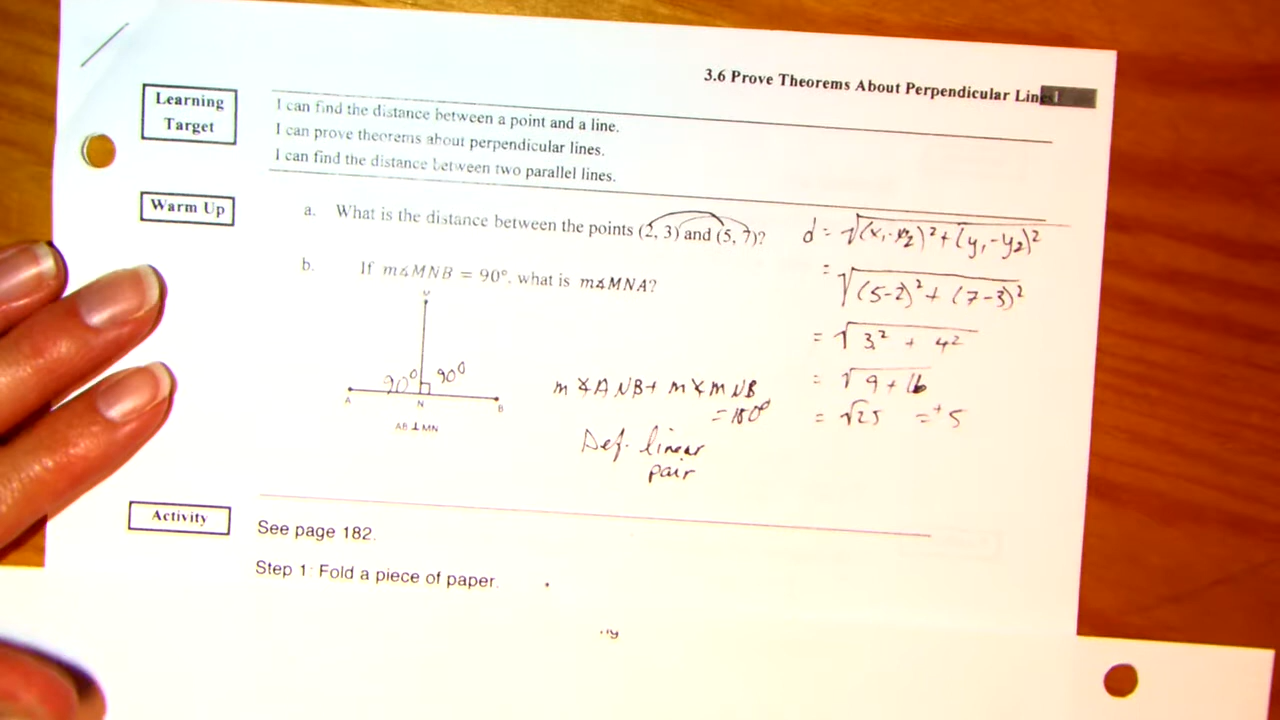 3.6 Prove Theorems About Perpendicular Lines
Learning
Target
I can find the distance between a point and a line.
I can prove theorems about perpendicular lines.
I can find the distance between two parallel lines.
Warm Up
a. What is the distance between the points (2, 3) and (5, 7)?
d = √(x₁-x₂)² + (y₁-y₂)²
= √(5-2)² + (7-3)²
= √3² + 4²
= √9 + 16
= √25 = +5
b. If m∡MNB = 90°, what is m∡MNA?
90° 90°
A N B
AB ⊥ MN
m∡ANB + m∡MNB
= 180°
Def. linear
pair
Activity
See page 182.
Step 1: Fold a piece of paper.